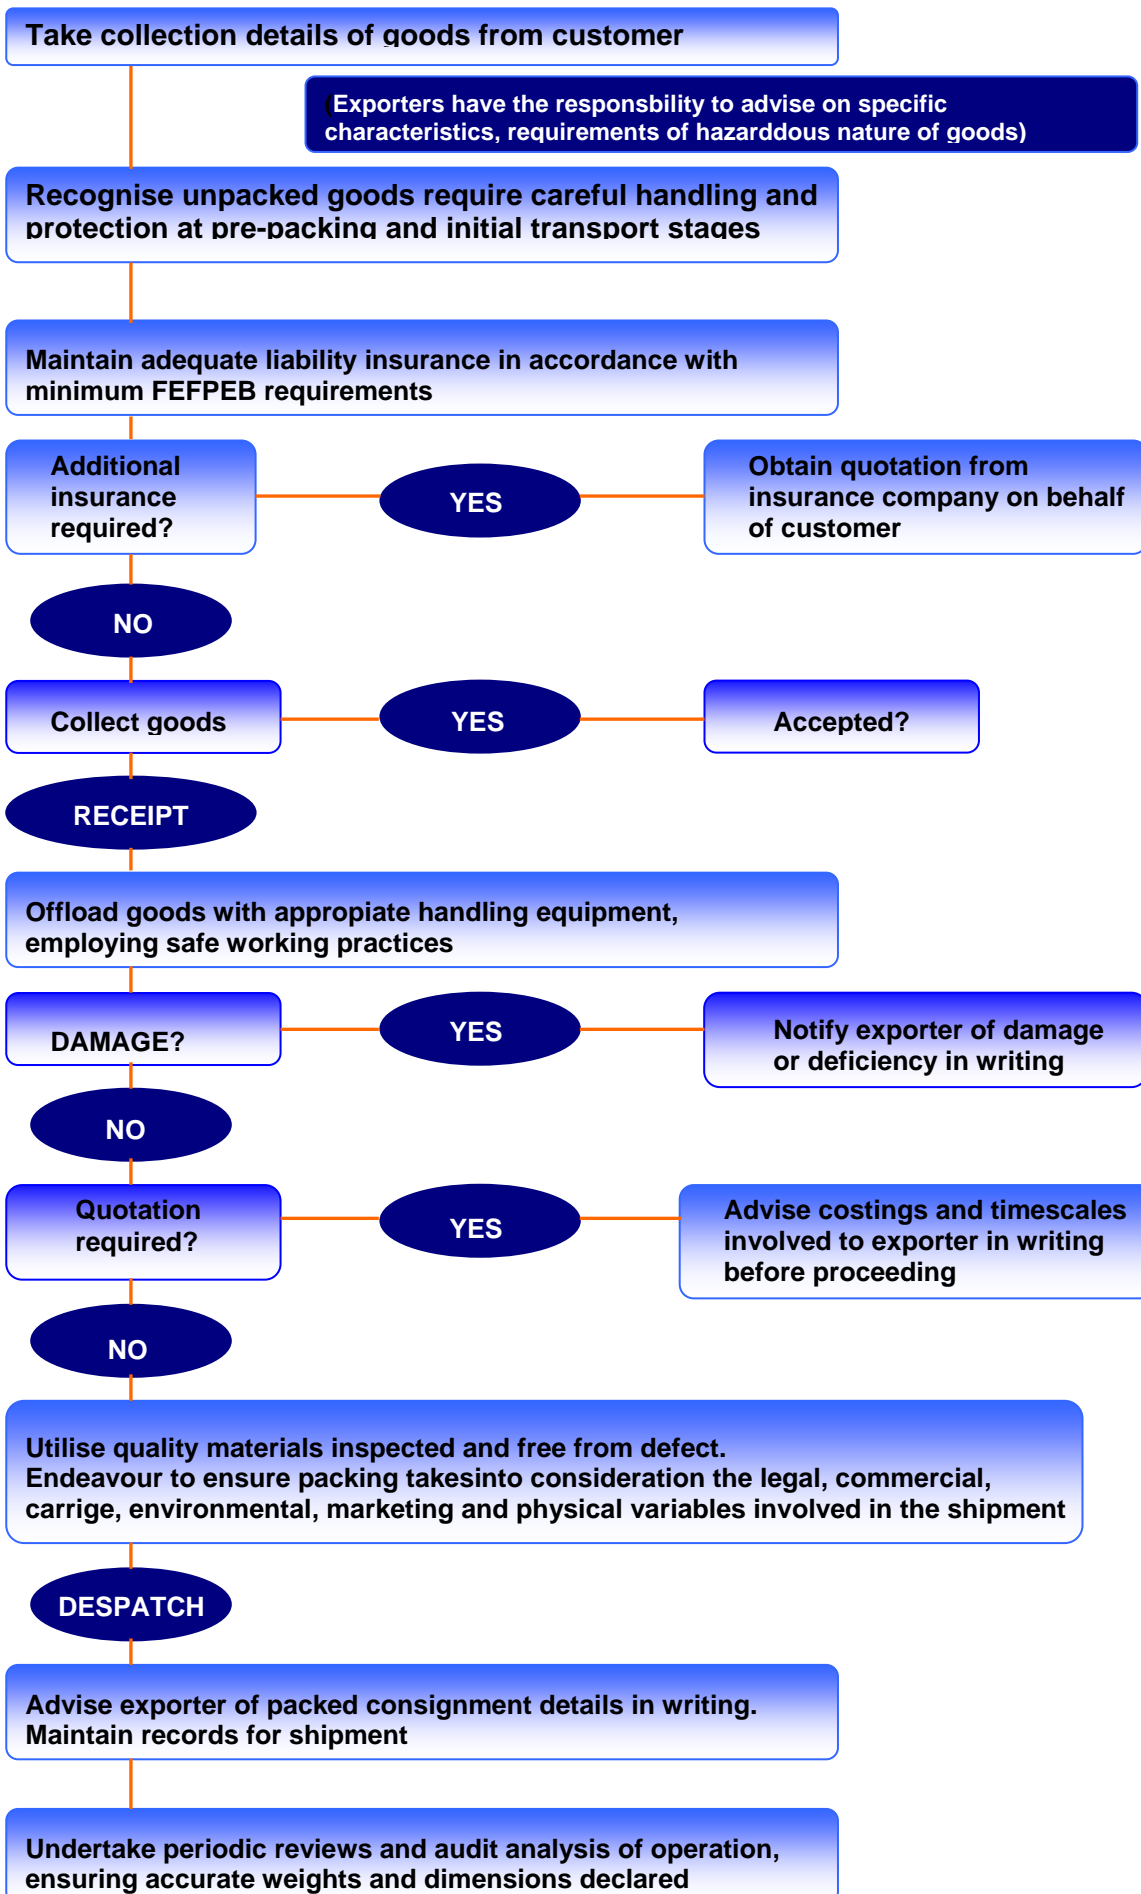 Take collection details of goods from customer
(Exporters have the responsbility to advise on specific
characteristics, requirements of hazarddous nature of goods)
Recognise unpacked goods require careful handling and
protection at pre-packing and initial transport stages
Maintain adequate liability insurance in accordance with
minimum FEFPEB requirements
Additional
insurance
required?
YES
Obtain quotation from
insurance company on behalf
of customer
NO
Collect goods
YES
Accepted?
RECEIPT
Offload goods with appropiate handling equipment,
employing safe working practices
DAMAGE?
YES
Notify exporter of damage
or deficiency in writing
NO
Quotation
required?
YES
Advise costings and timescales
involved to exporter in writing
before proceeding
NO
Utilise quality materials inspected and free from defect.
Endeavour to ensure packing takesinto consideration the legal, commercial,
carrige, environmental, marketing and physical variables involved in the shipment
DESPATCH
Advise exporter of packed consignment details in writing.
Maintain records for shipment
Undertake periodic reviews and audit analysis of operation,
ensuring accurate weights and dimensions declared